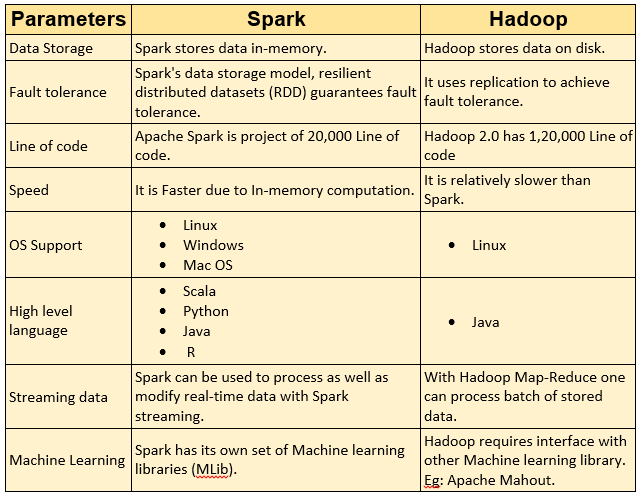 Parameters Spark Hadoop
Data Storage Spark stores data in-memory. Hadoop stores data on disk.
Fault tolerance
Spark's data storage model, resilient
distributed datasets (RDD) guarantees fault
tolerance.
It uses replication to achieve
fault tolerance.
Line of code
Apache Spark is project of 20,000 Line of
code.
Hadoop 2.0 has 1,20,000 Line of
code
Speed
It is Faster due to In-memory computation.
It is relatively slower than
Spark.
OS Support
• Linux
• Windows
• Mac OS
• Linux
High level
language
• Scala
• Python
• Java
• R
• Java
Streaming data
Spark can be used to process as well as
modify real-time data with Spark
streaming.
With Hadoop Map-Reduce one
can process batch of stored
data.
Machine Learning
Spark has its own set of Machine learning
libraries (MLib).
Hadoop requires interface with
other Machine learning library.
Eg: Apache Mahout.